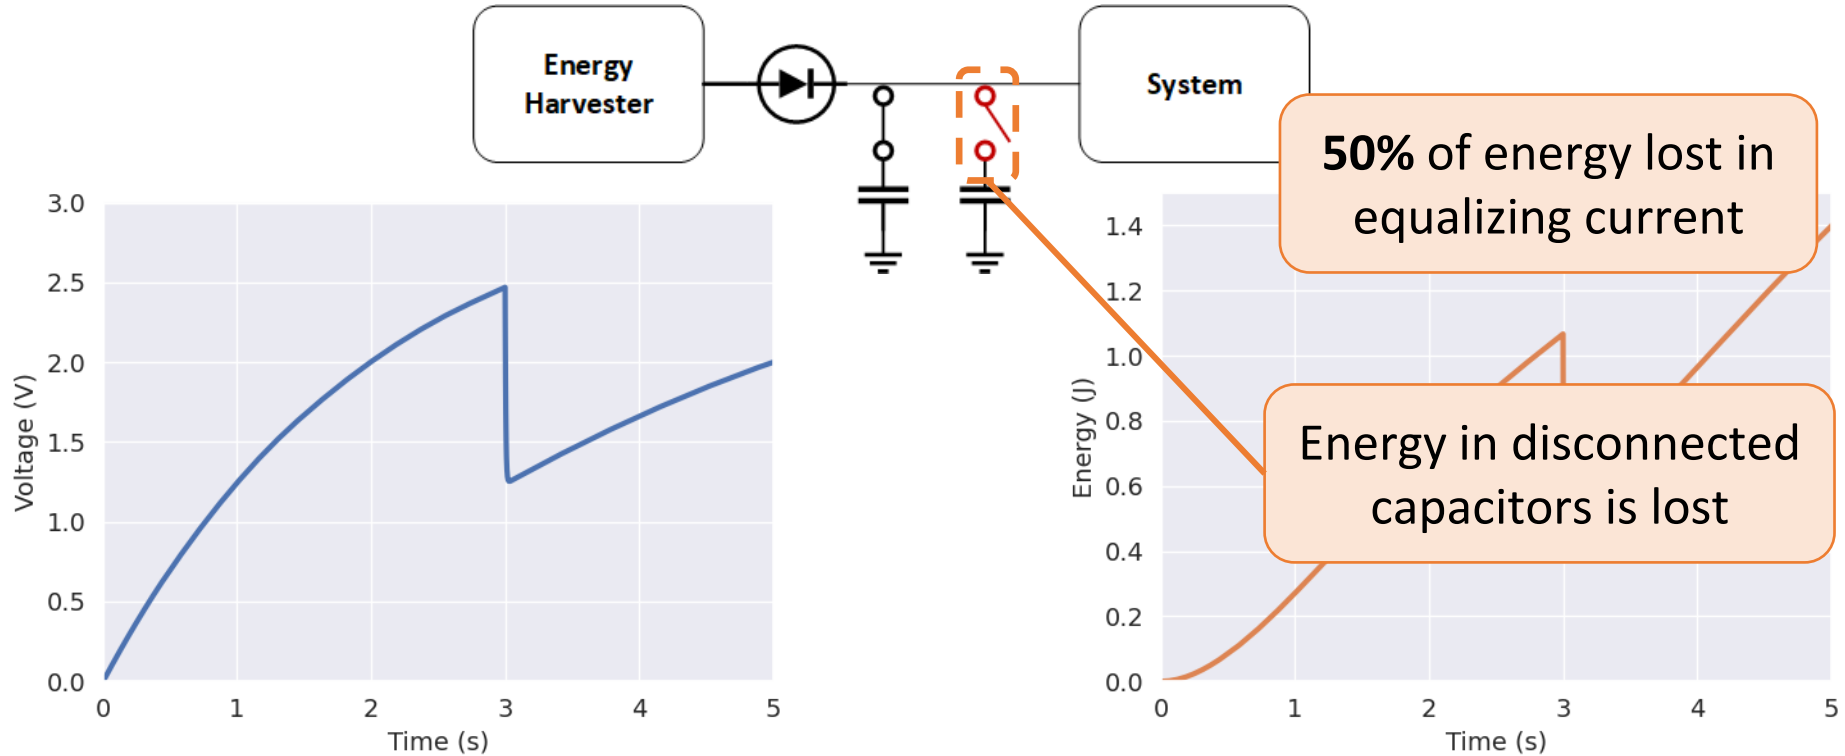 Energy
Harvester
System
50% of energy lost in
equalizing current
Energy in disconnected
capacitors is lost
3.0
2.5
2.0
1.5
1.0
0.5
0.0
Voltage (V)
0 1 2 3 4 5
Time (s)
1.4
1.2
1.0
0.8
0.6
0.4
0.2
0.0
Energy (J)
0 1 2 3 4 5
Time (s)